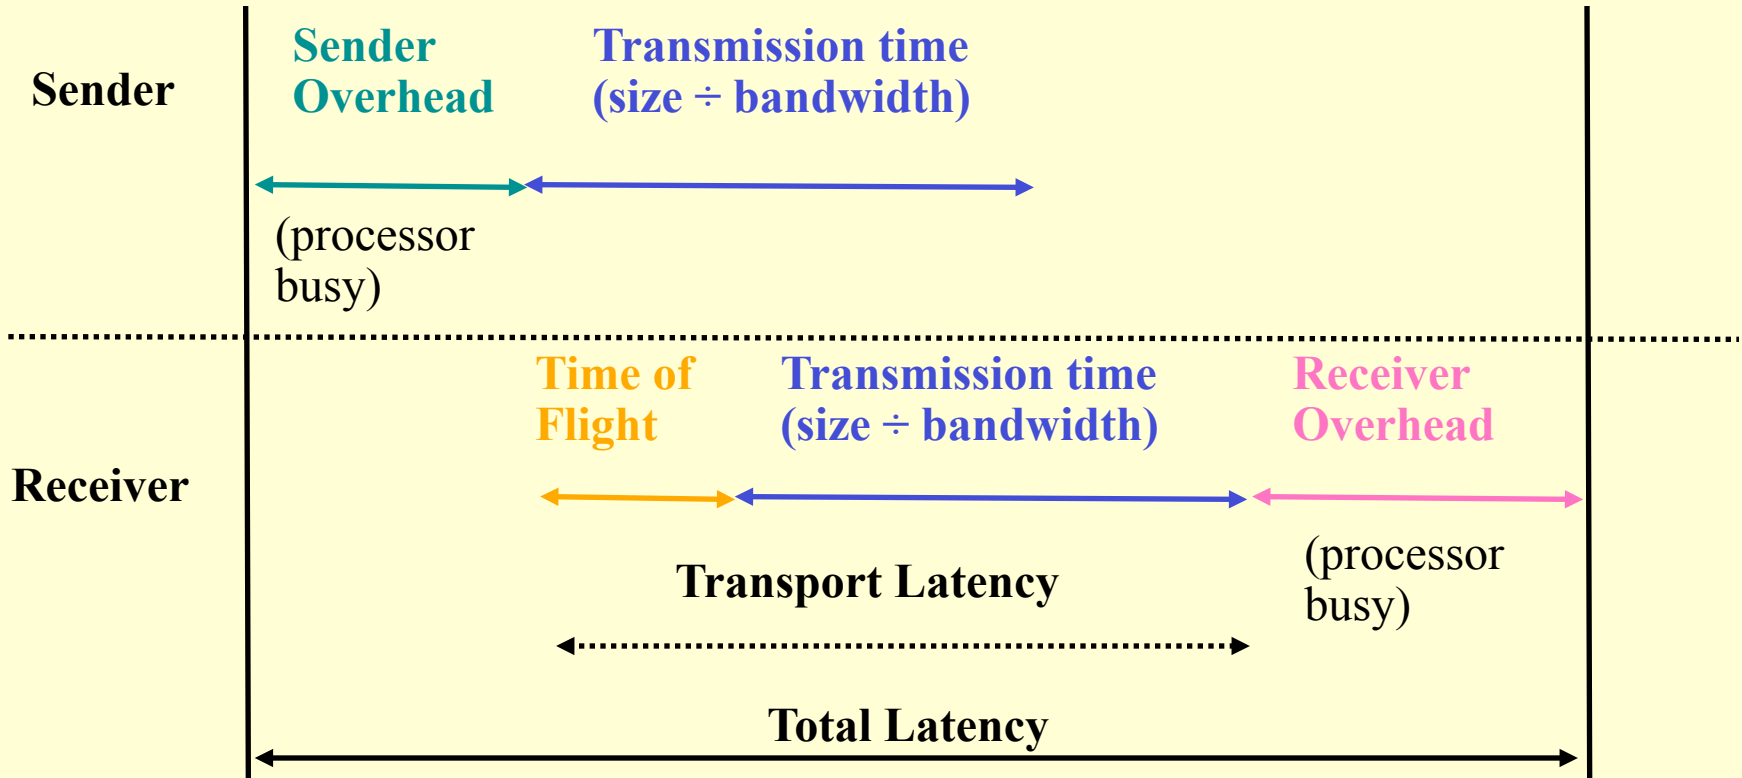 Sender
Sender
Overhead
Transmission time
(size ÷ bandwidth)
(processor
busy)
Receiver
Time of
Flight
Transmission time
(size ÷ bandwidth)
Receiver
Overhead
(processor
busy)
Transport Latency
Total Latency